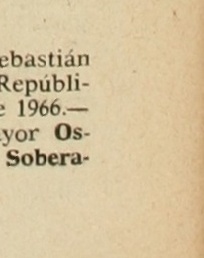 ebastián
Repúbli-
e 1966.—
yor Os-
Sobera-